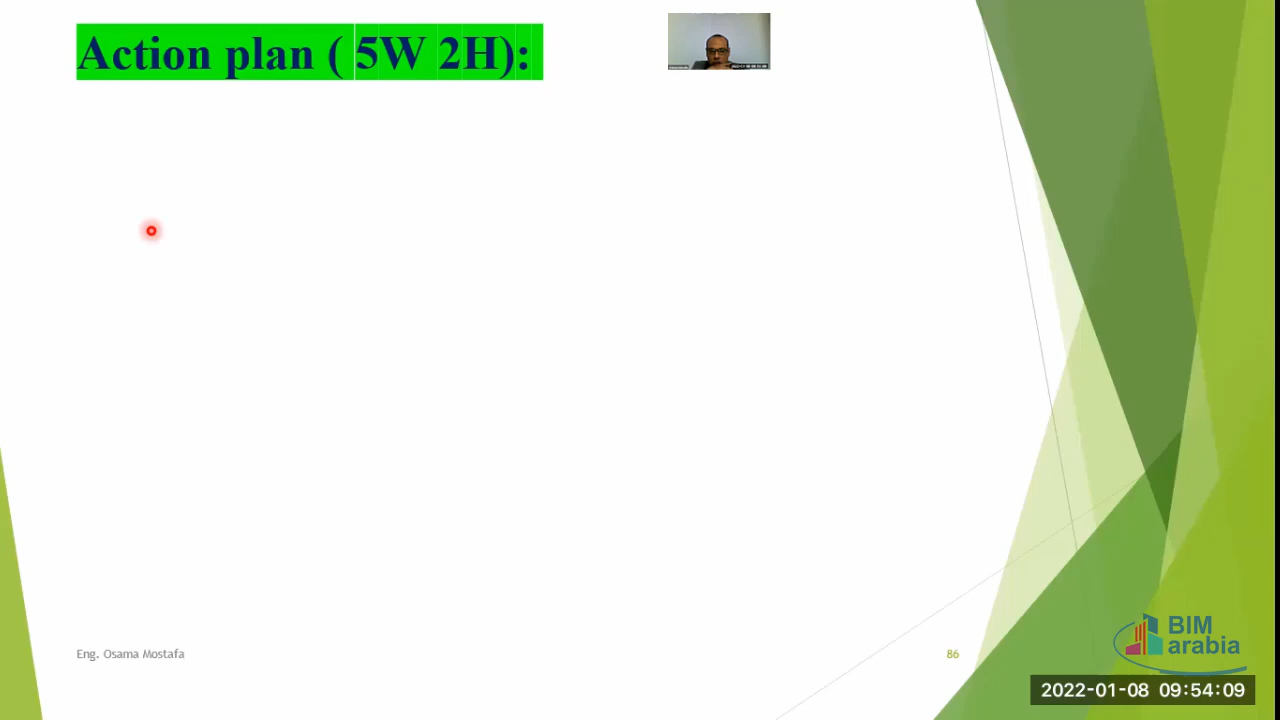 Action plan ( 5W 2H):
Eng. Osama Mostafa
86
BIM
arabia
2022-01-08 09:54:09